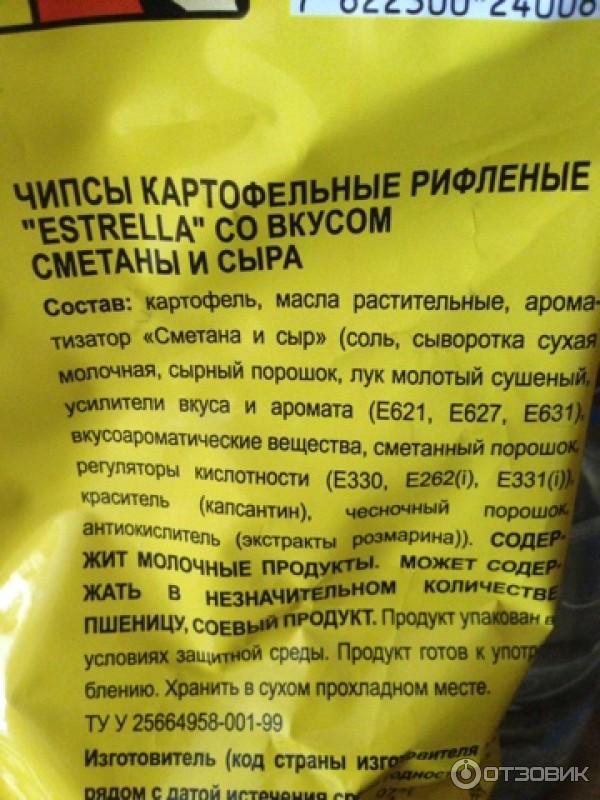 7 622300 24008
ЧИПСЫ КАРТОФЕЛЬНЫЕ РИФЛЕНЫЕ
"ESTRELLA" СО ВКУСОМ
СМЕТАНЫ И СЫРА
Состав: картофель, масла растительные, арома-
тизатор «Сметана и сыр» (соль, сыворотка сухая
молочная, сырный порошок, лук молотый сушеный,
усилители вкуса и аромата (Е621, Е627, Е631),
вкусоароматические вещества, сметанный порошок,
регуляторы кислотности (Е330, Е262(i), Е331(i)),
краситель (капсантин), чесночный порошок,
антиокислитель (экстракты розмарина)). СОДЕР-
ЖИТ МОЛОЧНЫЕ ПРОДУКТЫ. МОЖЕТ СОДЕР-
ЖАТЬ В НЕЗНАЧИТЕЛЬНОМ КОЛИЧЕСТВЕ
ПШЕНИЦУ, СОЕВЫЙ ПРОДУКТ. Продукт упакован в
условиях защитной среды. Продукт готов к упот
блению. Хранить в сухом прохладном месте.
ТУ У 25664958-001-99
Изготовитель (код страны
рядом с датой истечения
ОТЗОВИК